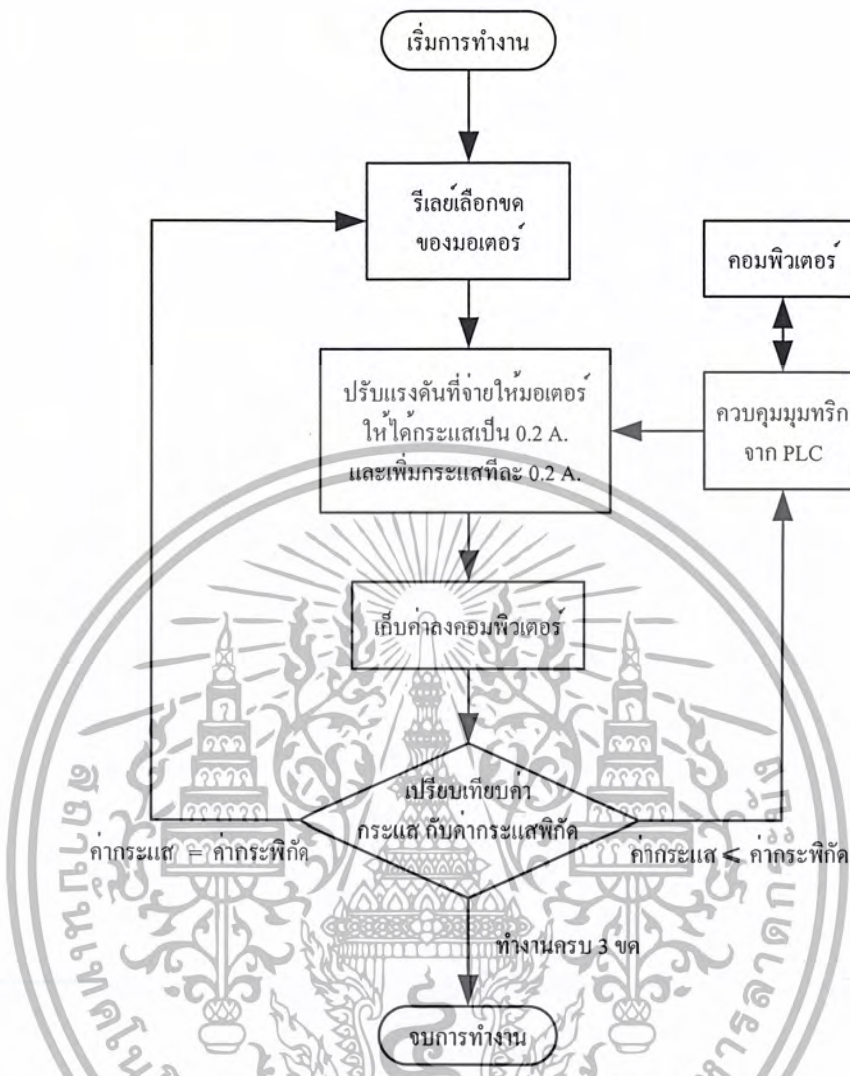 เริ่มการทำงาน
รีเลย์เลือกขด
ของมอเตอร์
คอมพิวเตอร์
ปรับแรงดันที่จ่ายให้มอเตอร์
ให้ได้กระแสเป็น 0.2 A.
และเพิ่มกระแสทีละ 0.2 A.
ควบคุมมุมทริก
จาก PLC
เก็บค่าลงคอมพิวเตอร์
เปรียบเทียบค่า
กระแส กับค่ากระแสพิกัด
ค่ากระแส = ค่ากระพิกัด
ค่ากระแส < ค่ากระพิกัด
ทำงานครบ 3 ขด
จบการทำงาน